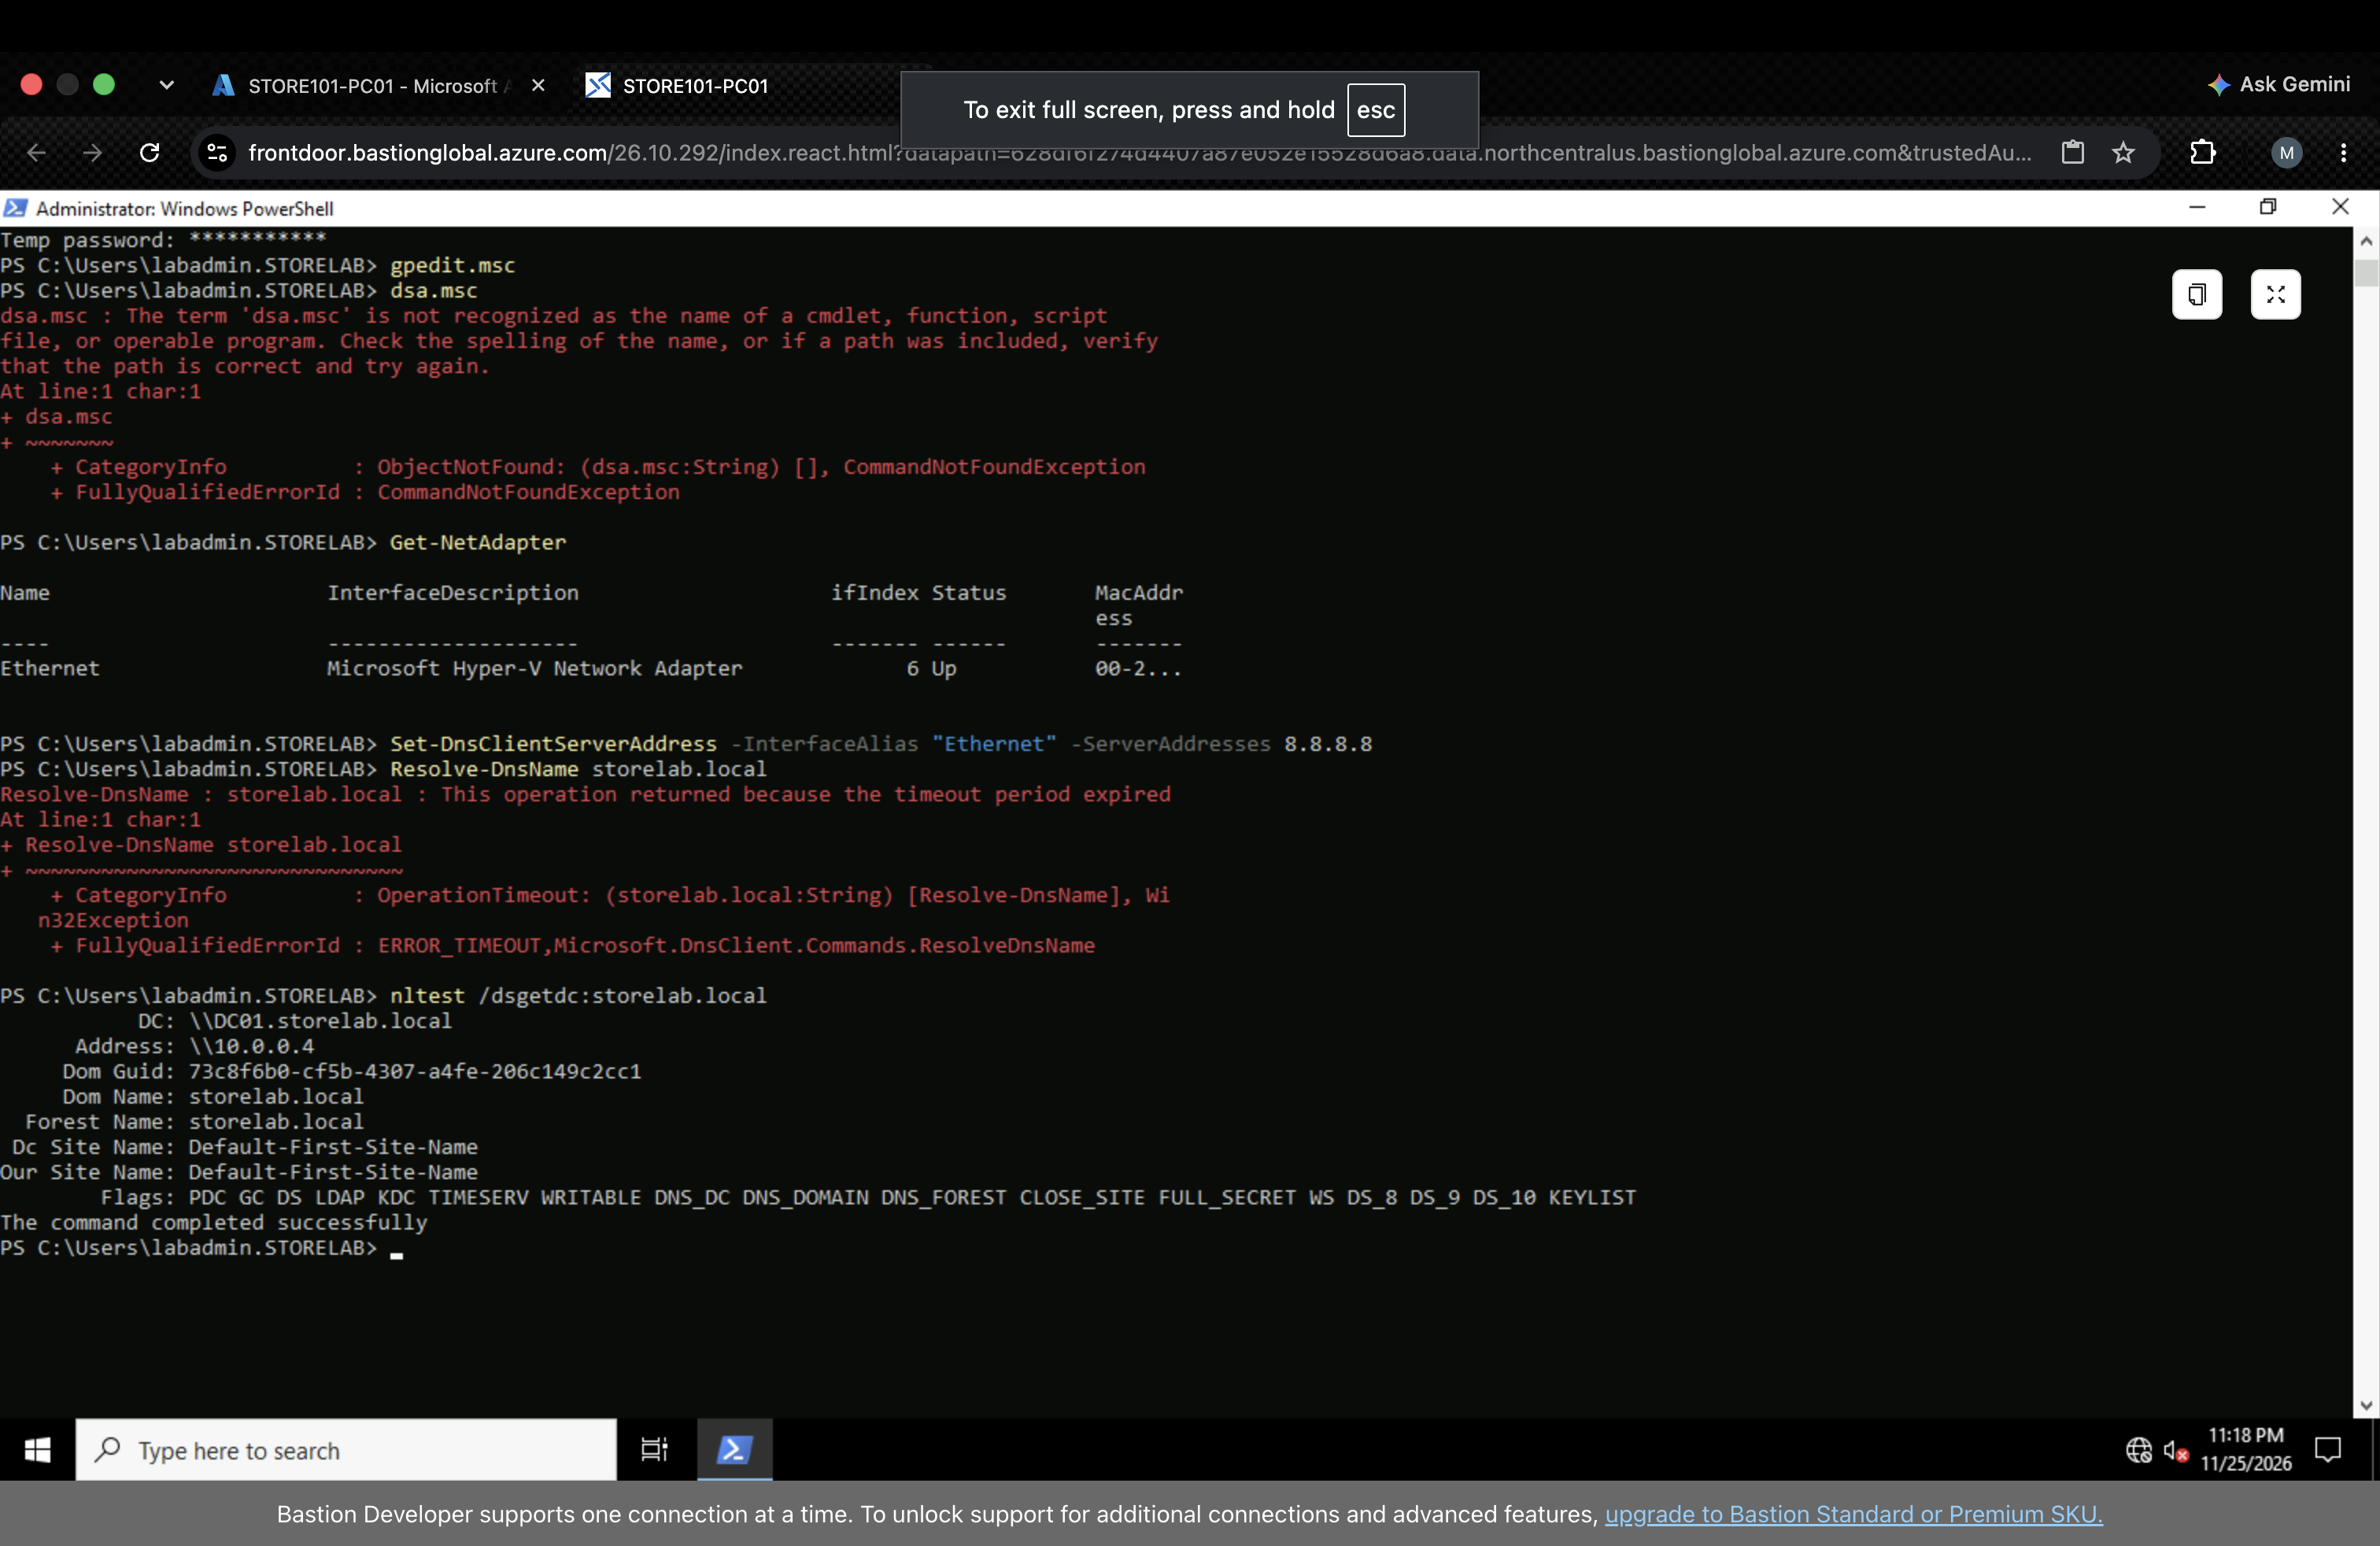 STORE101-PC01 - Microsoft A
STORE101-PC01
To exit full screen, press and hold esc
Ask Gemini
frontdoor.bastionglobal.azure.com/26.10.292/index.react.html?datapath=628df6f274d4407a87e052e15528d6a8.data.northcentralus.bastionglobal.azure.com&trustedAu...
M
Administrator: Windows PowerShell
Temp password: ***********
PS C:\Users\labadmin.STORELAB> gpedit.msc
PS C:\Users\labadmin.STORELAB> dsa.msc
dsa.msc : The term 'dsa.msc' is not recognized as the name of a cmdlet, function, script
file, or operable program. Check the spelling of the name, or if a path was included, verify
that the path is correct and try again.
At line:1 char:1
+ dsa.msc
+ ~~~~~~~
    + CategoryInfo          : ObjectNotFound: (dsa.msc:String) [], CommandNotFoundException
    + FullyQualifiedErrorId : CommandNotFoundException
PS C:\Users\labadmin.STORELAB> Get-NetAdapter
Name                      InterfaceDescription                    ifIndex Status       MacAddr
                                                                                       ess
----                      --------------------                    ------- ------       -------
Ethernet                  Microsoft Hyper-V Network Adapter             6 Up           00-2...
PS C:\Users\labadmin.STORELAB> Set-DnsClientServerAddress -InterfaceAlias "Ethernet" -ServerAddresses 8.8.8.8
PS C:\Users\labadmin.STORELAB> Resolve-DnsName storelab.local
Resolve-DnsName : storelab.local : This operation returned because the timeout period expired
At line:1 char:1
+ Resolve-DnsName storelab.local
+ ~~~~~~~~~~~~~~~~~~~~~~~~~~~~~~
    + CategoryInfo          : OperationTimeout: (storelab.local:String) [Resolve-DnsName], Wi
   n32Exception
    + FullyQualifiedErrorId : ERROR_TIMEOUT,Microsoft.DnsClient.Commands.ResolveDnsName
PS C:\Users\labadmin.STORELAB> nltest /dsgetdc:storelab.local
           DC: \\DC01.storelab.local
      Address: \\10.0.0.4
     Dom Guid: 73c8f6b0-cf5b-4307-a4fe-206c149c2cc1
     Dom Name: storelab.local
  Forest Name: storelab.local
 Dc Site Name: Default-First-Site-Name
Our Site Name: Default-First-Site-Name
        Flags: PDC GC DS LDAP KDC TIMESERV WRITABLE DNS_DC DNS_DOMAIN DNS_FOREST CLOSE_SITE FULL_SECRET WS DS_8 DS_9 DS_10 KEYLIST
The command completed successfully
PS C:\Users\labadmin.STORELAB>
Type here to search
11:18 PM
11/25/2026
Bastion Developer supports one connection at a time. To unlock support for additional connections and advanced features, upgrade to Bastion Standard or Premium SKU.